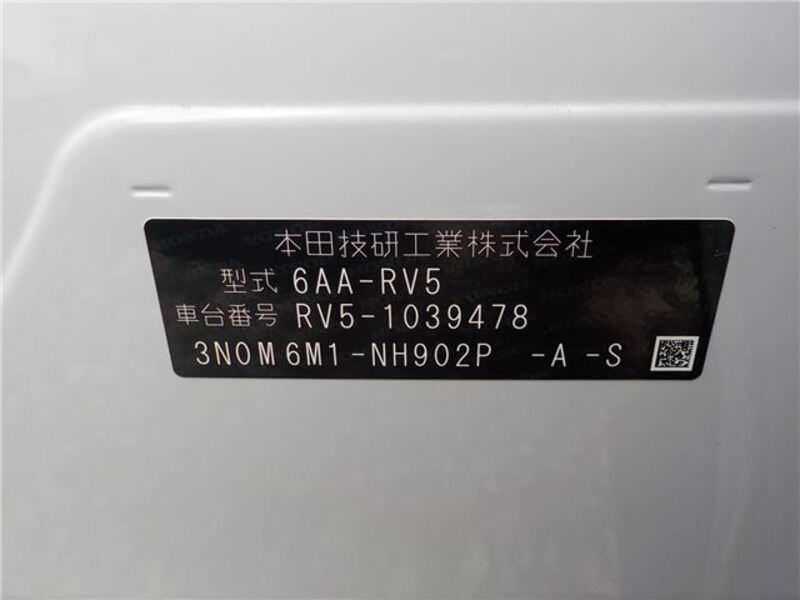 本田技研工業株式会社
型式 6AA-RV5
車台番号 RV5-1039478
3N0M6M1-NH902P -A -S